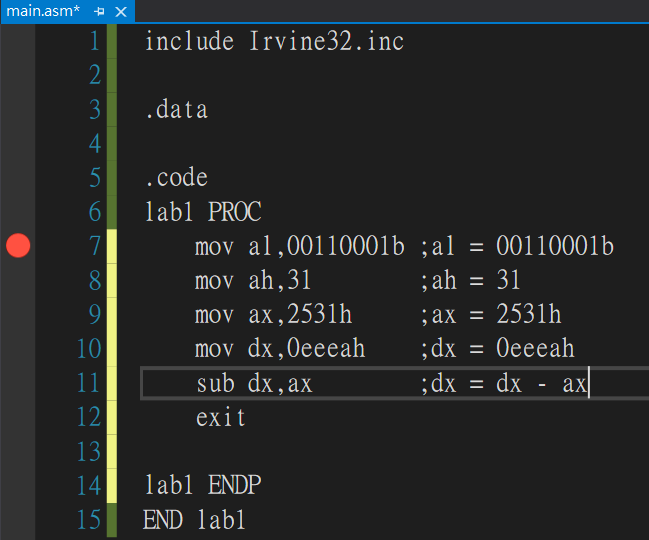 main.asm*
1 include Irvine32.inc
2
3 .data
4
5 .code
6 lab1 PROC
7 mov al,00110001b ;al = 00110001b
8 mov ah,31 ;ah = 31
9 mov ax,2531h ;ax = 2531h
10 mov dx,0eeeah ;dx = 0eeeah
11 sub dx,ax ;dx = dx - ax
12 exit
13
14 lab1 ENDP
15 END lab1